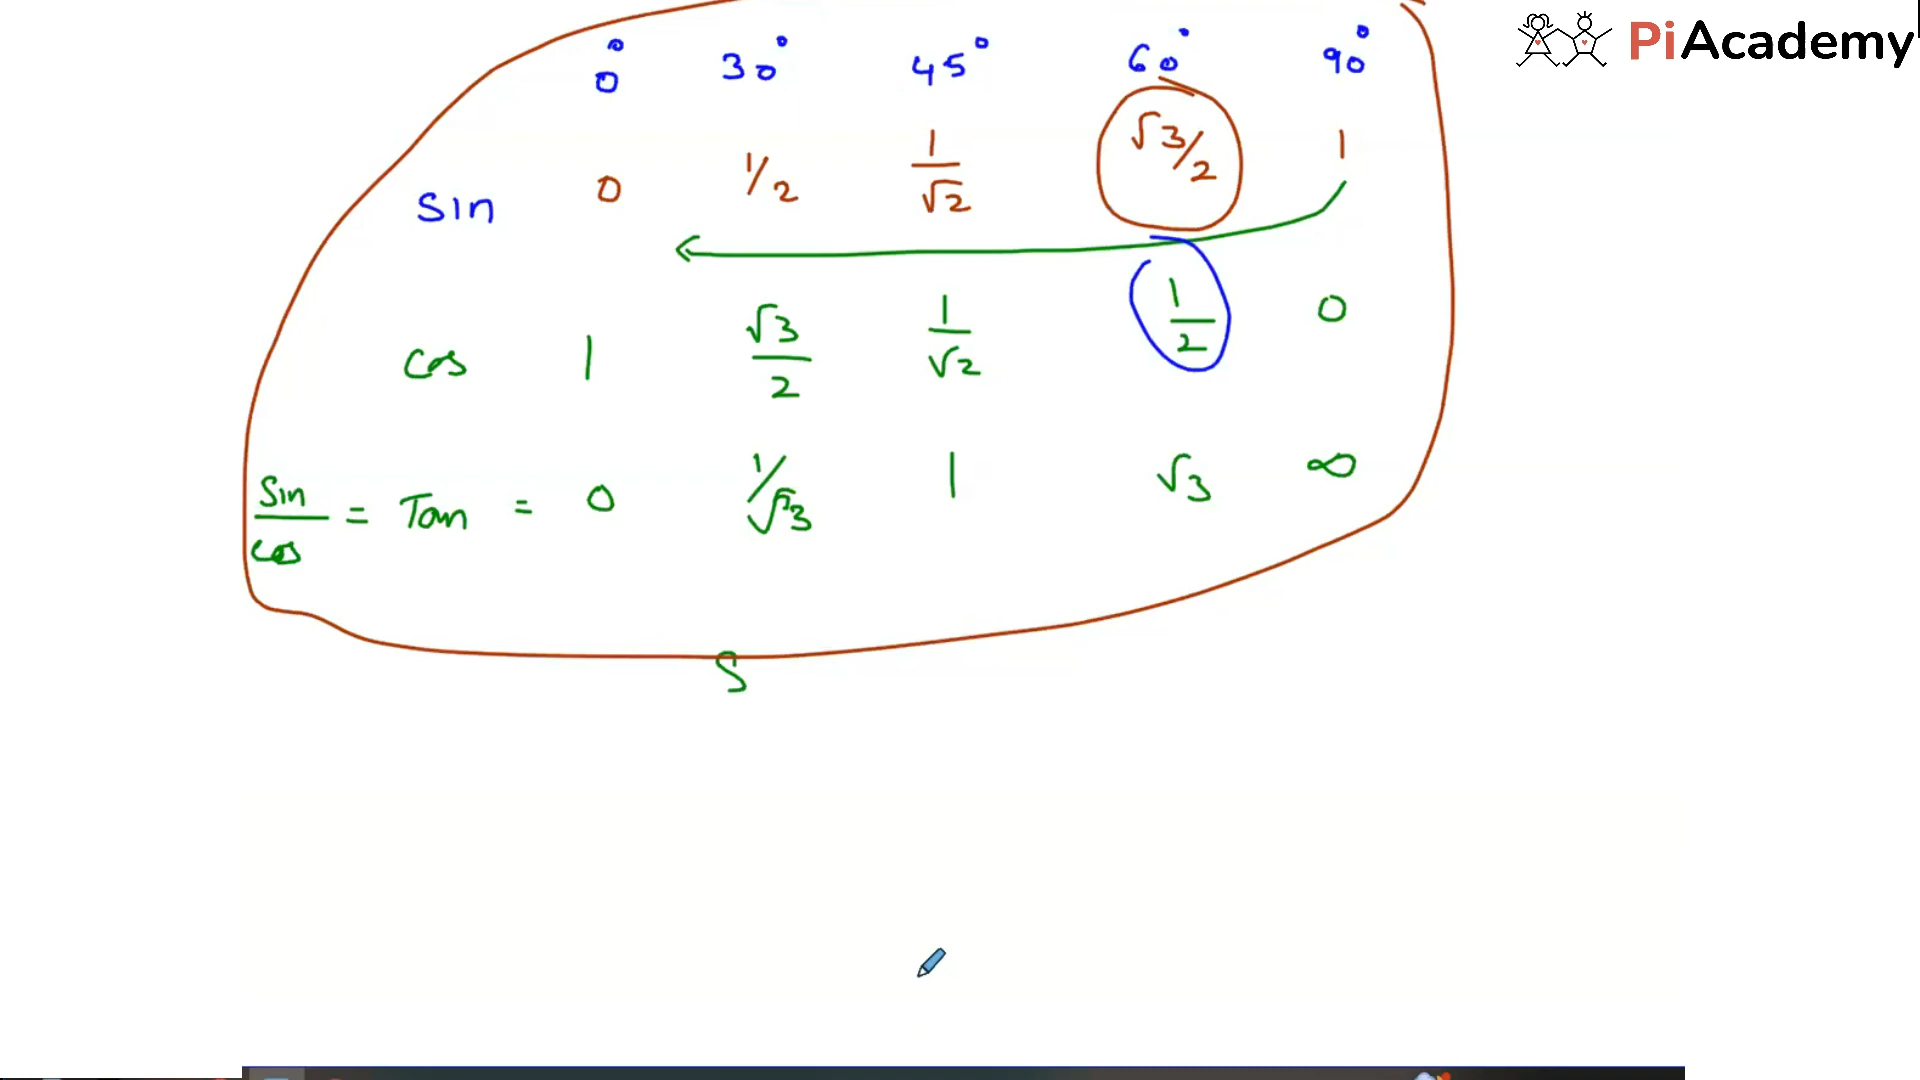 PiAcademy
0° 30° 45° 60° 90°
sin 0 1/2 1/√2 √3/2 1
cos 1 √3/2 1/√2 1/2 0
sin/cos = Tan = 0 1/√3 1 √3 ∞
S